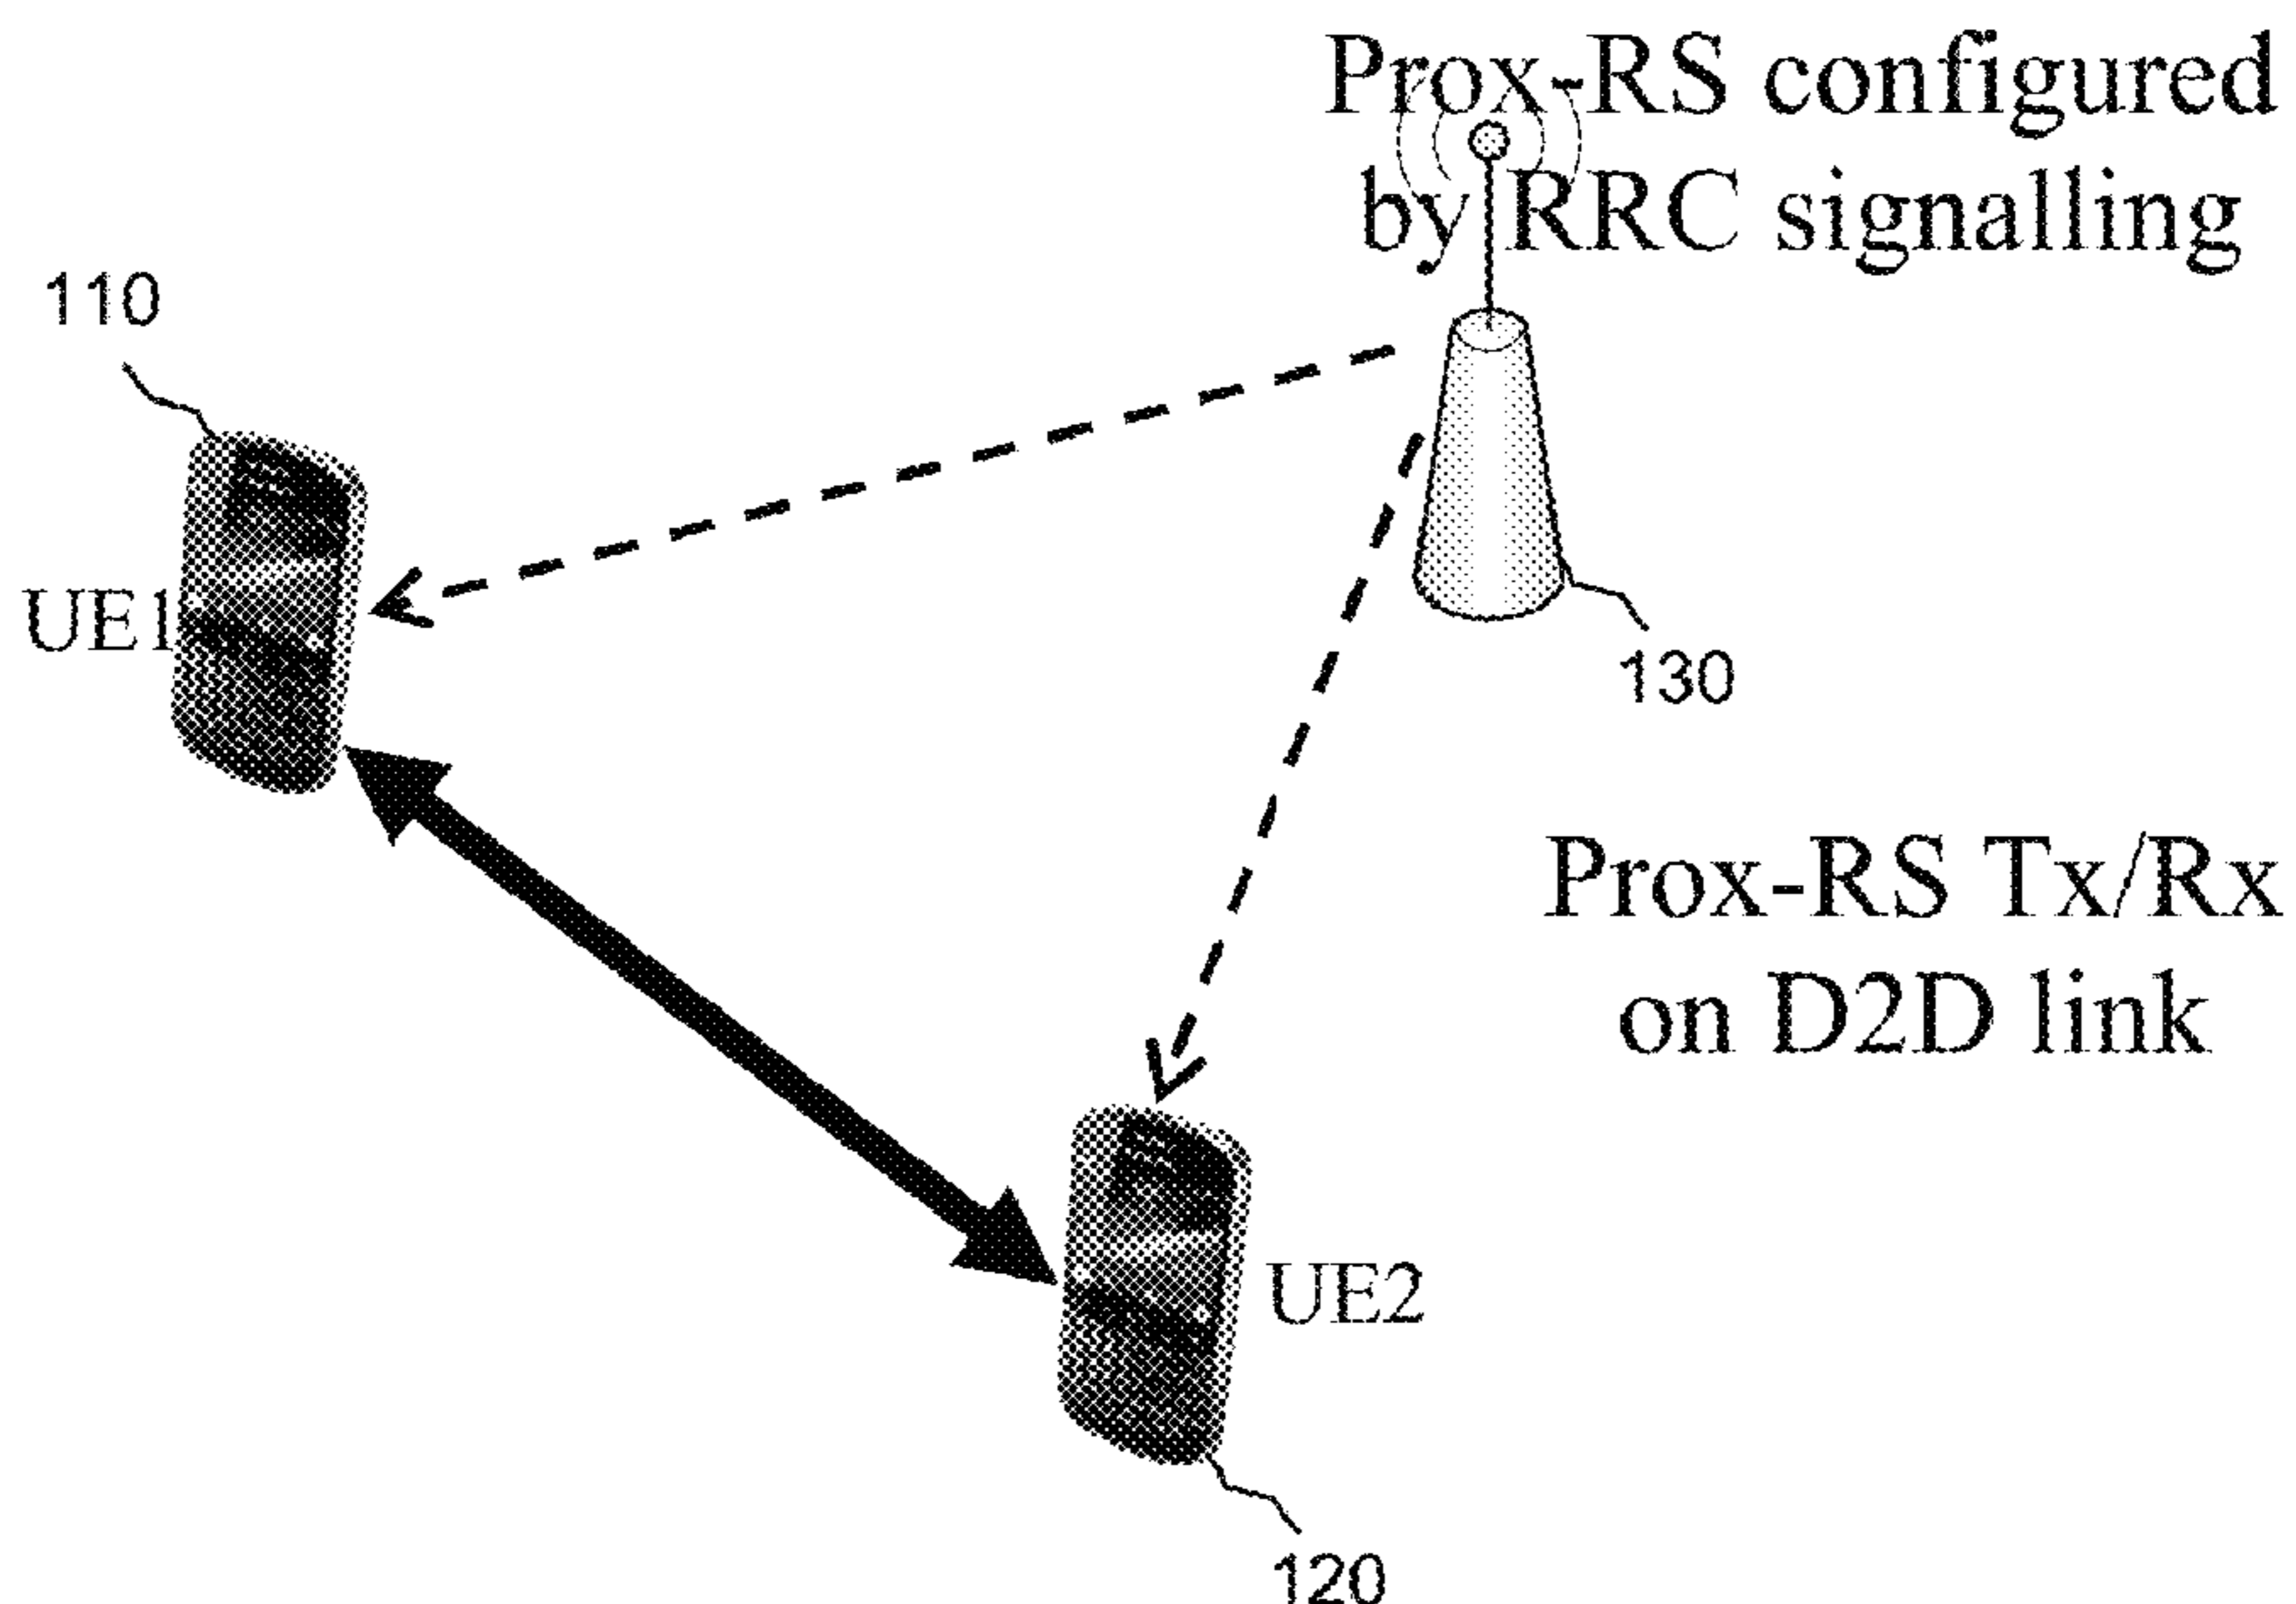 Prox-RS configured
by RRC signalling
110
UE1
130
Prox-RS Tx/Rx
on D2D link
UE2
120